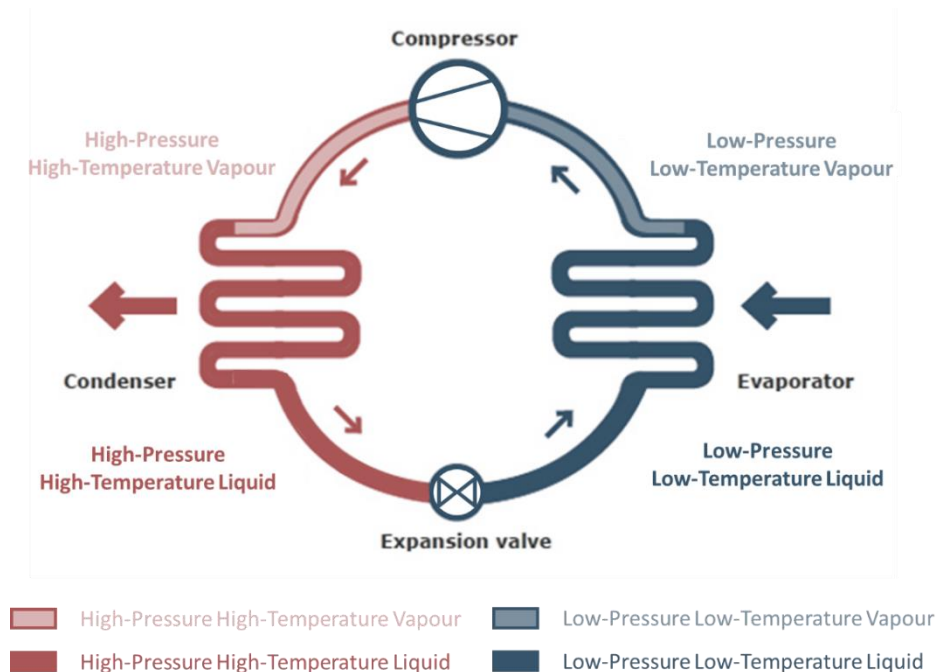 Compressor
High-Pressure
High-Temperature Vapour
Low-Pressure
Low-Temperature Vapour
Condenser
Evaporator
High-Pressure
High-Temperature Liquid
Low-Pressure
Low-Temperature Liquid
Expansion valve
High-Pressure High-Temperature Vapour
Low-Pressure Low-Temperature Vapour
High-Pressure High-Temperature Liquid
Low-Pressure Low-Temperature Liquid